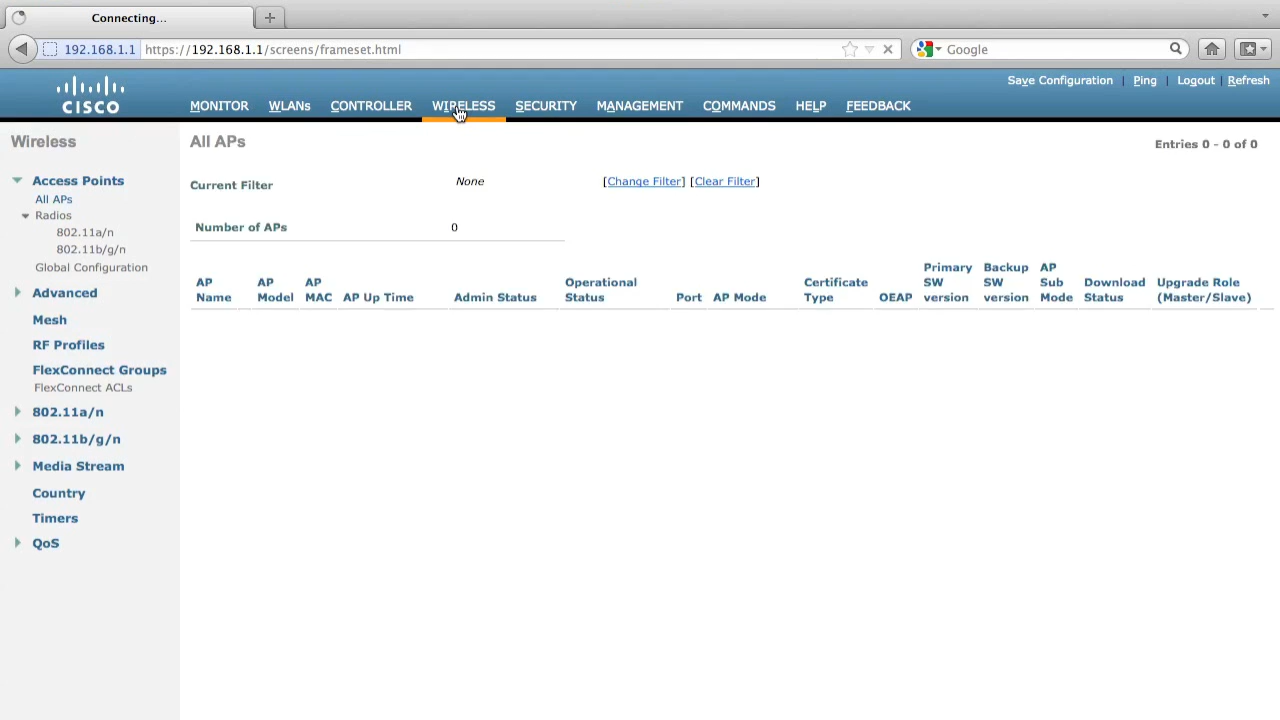 Connecting...
192.168.1.1 https://192.168.1.1/screens/frameset.html Google
Save Configuration | Ping | Logout | Refresh
CISCO
MONITOR WLANs CONTROLLER WIRELESS SECURITY MANAGEMENT COMMANDS HELP FEEDBACK
Wireless
Access Points
All APs
Radios
802.11a/n
802.11b/g/n
Global Configuration
Advanced
Mesh
RF Profiles
FlexConnect Groups
FlexConnect ACLs
802.11a/n
802.11b/g/n
Media Stream
Country
Timers
QoS
All APs
Entries 0 - 0 of 0
Current Filter None [Change Filter] [Clear Filter]
Number of APs 0
AP Name
AP Model
AP MAC
AP Up Time
Admin Status
Operational Status
Port
AP Mode
Certificate Type
OEAP
Primary SW version
Backup SW version
AP Sub Mode
Download Status
Upgrade Role (Master/Slave)